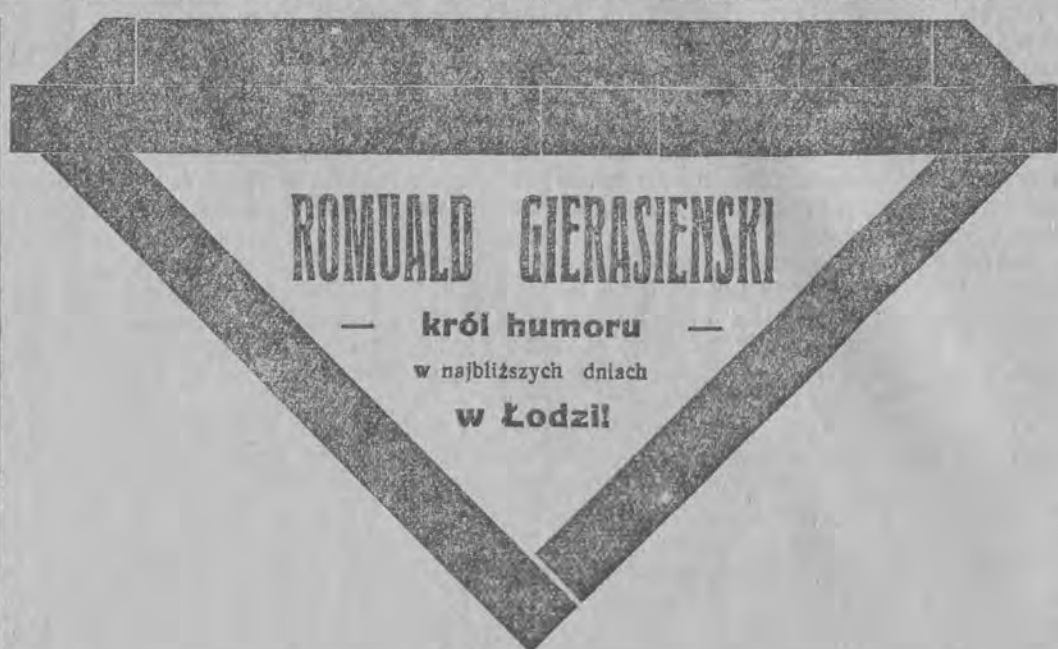 ROMUALD GIERASIENSKI
— król humoru —
w najbliższych dniach
w Łodzi!